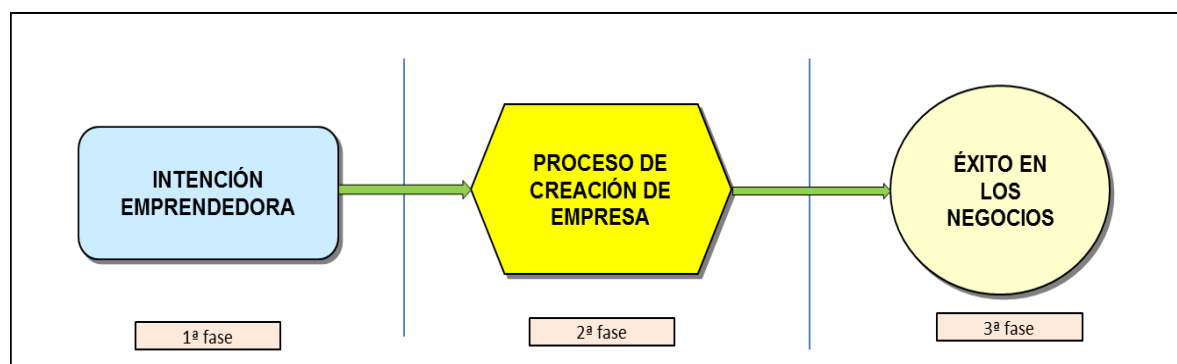 INTENCIÓN
EMPRENDEDORA
PROCESO DE
CREACIÓN DE
EMPRESA
ÉXITO EN
LOS
NEGOCIOS
1ª fase
2ª fase
3ª fase